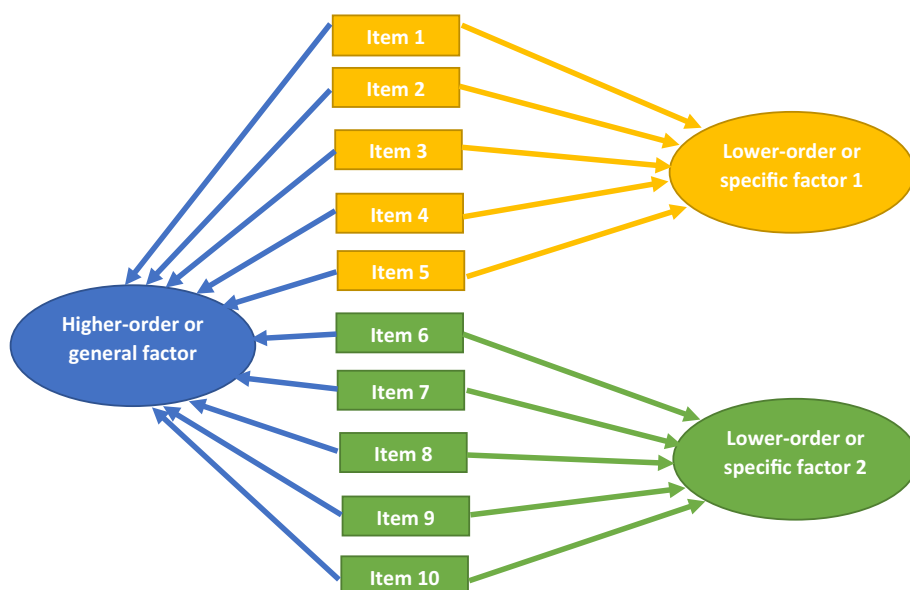 Item 1
Item 2
Item 3
Item 4
Item 5
Item 6
Item 7
Item 8
Item 9
Item 10
Higher-order or
general factor
Lower-order or
specific factor 1
Lower-order or
specific factor 2